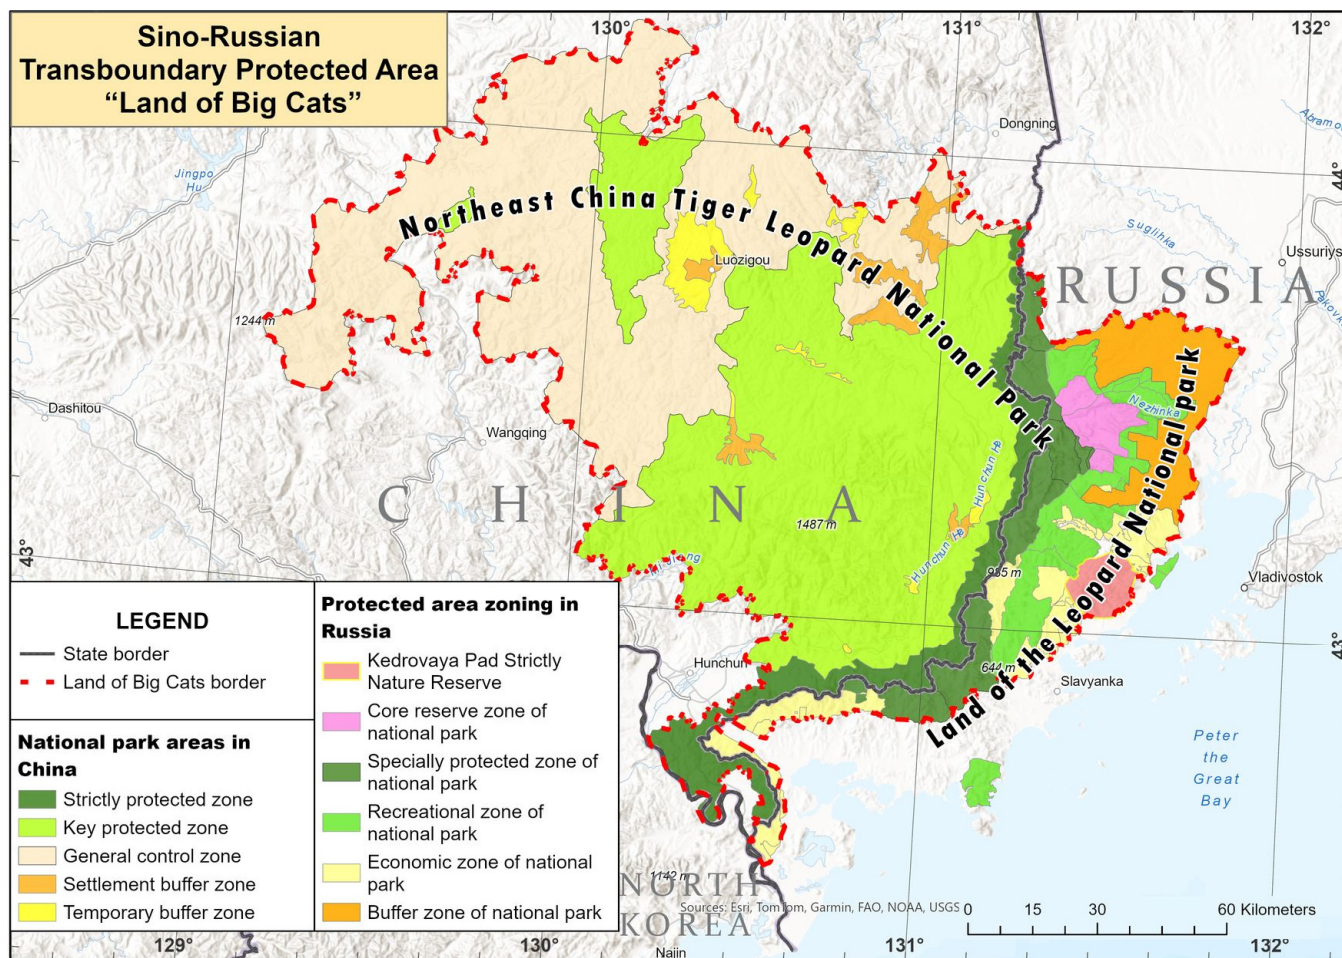 Sino-Russian
Transboundary Protected Area
“Land of Big Cats”
130°
131°
132°
Dongning
Jingpo
Hu
44°
Suglihka
Ussuriys
Northeast China Tiger Leopard National Park
Luozigou
RUSSIA
1244 m
Dashitou
Wangqing
Nezhinka
Land of the Leopard National park
CHINA
1487 m
Hunchun He
Hunchun He
43°
935 m
Vladivostok
43°
Hunchun
644 m
Slavyanka
Peter
the
Great
Bay
1142 m
NORTH
KOREA
Sources: Esri, TomTom, Garmin, FAO, NOAA, USGS
0 15 30 60 Kilometers
Najin
129°
130°
131°
132°
LEGEND
State border
Land of Big Cats border
National park areas in
China
Strictly protected zone
Key protected zone
General control zone
Settlement buffer zone
Temporary buffer zone
Protected area zoning in
Russia
Kedrovaya Pad Strictly
Nature Reserve
Core reserve zone of
national park
Specially protected zone of
national park
Recreational zone of
national park
Economic zone of national
park
Buffer zone of national park